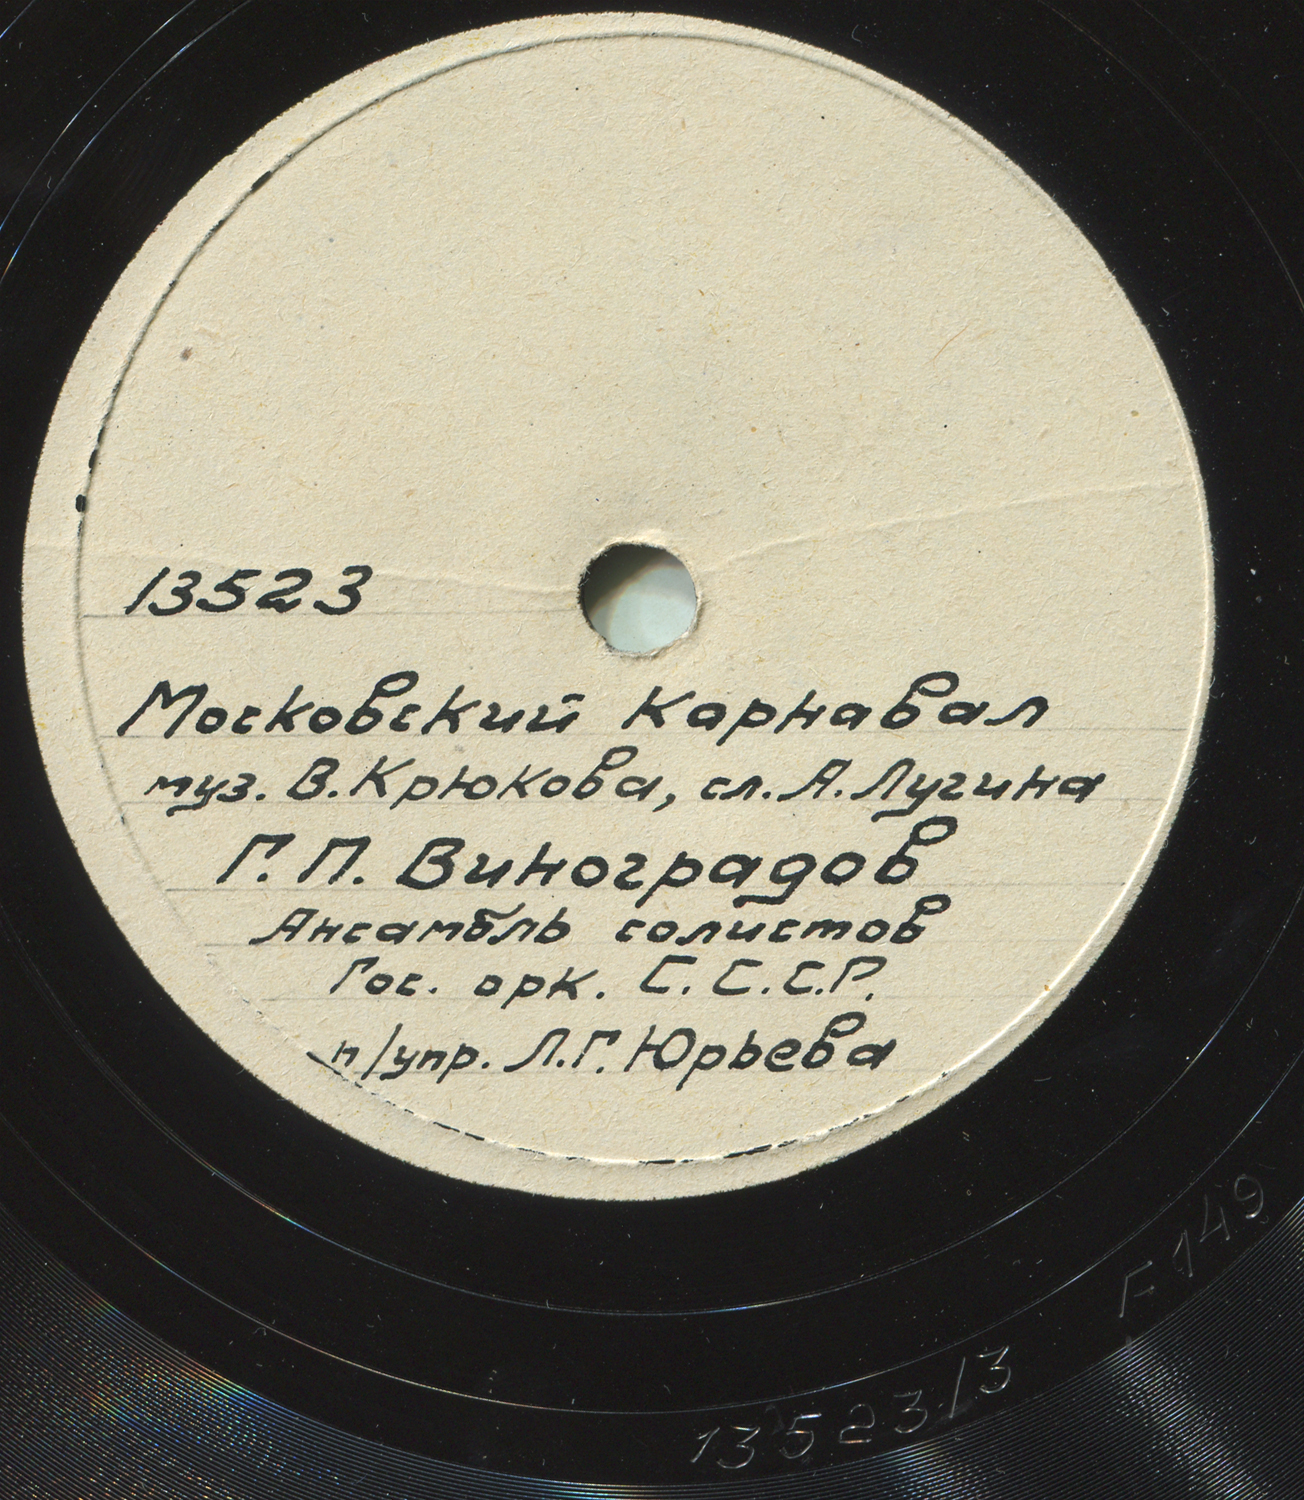 13523
Московский Карнавал
муз. В. Крюкова, сл. А. Лугина
Г. П. Виноградов
Ансамбль солистов
Гос. орк. С. С. С. Р.
п/упр. Л. Г. Юрьева
13523/3
F 149